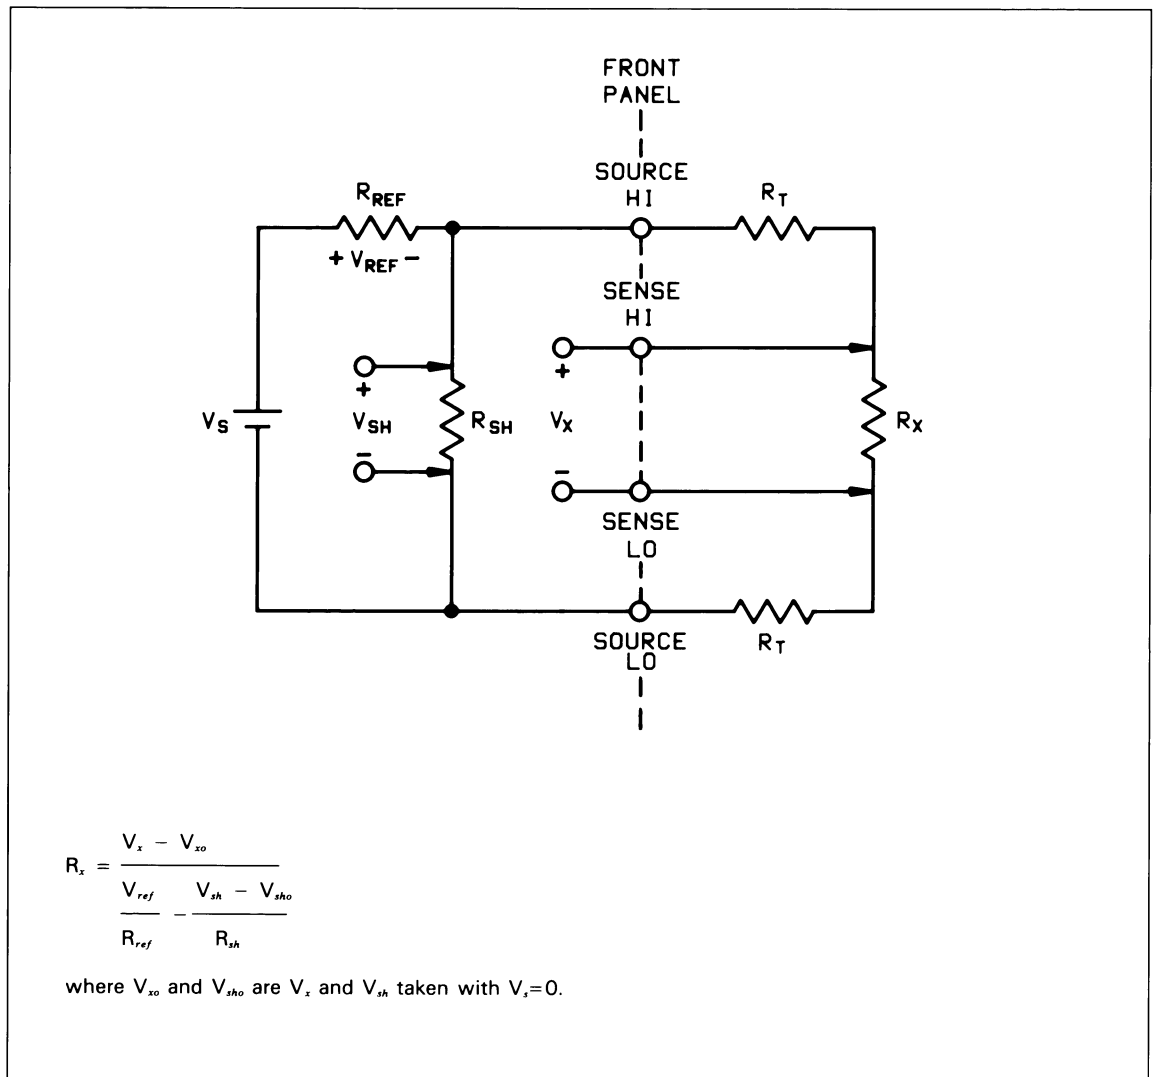 FRONT
PANEL
SOURCE
HI
R_REF
R_T
+ V_REF -
SENSE
HI
+
+
V_S
V_SH
R_SH
V_X
R_X
-
-
SENSE
LO
SOURCE
LO
R_T
R_x = (V_x - V_xo) / (V_ref / R_ref - (V_sh - V_sho) / R_sh)
where V_xo and V_sho are V_x and V_sh taken with V_s=0.